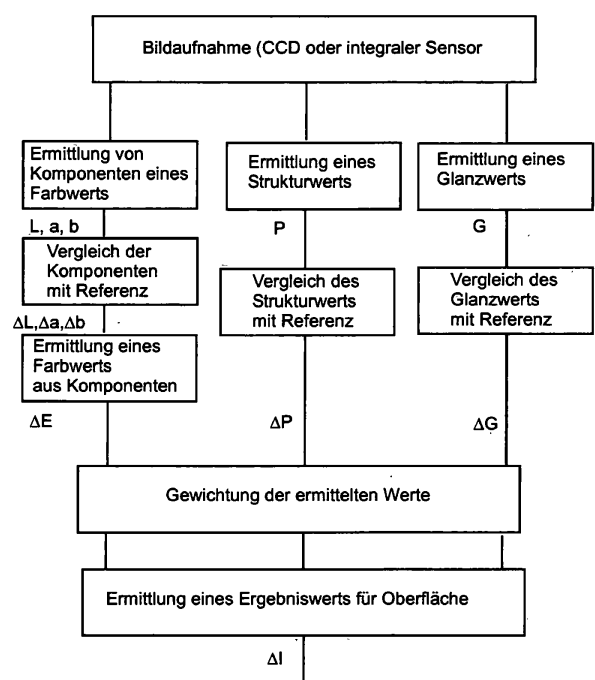 Bildaufnahme (CCD oder integraler Sensor
Ermittlung von
Komponenten eines
Farbwerts
L, a, b
Vergleich der
Komponenten
mit Referenz
ΔL,Δa,Δb
Ermittlung eines
Farbwerts
aus Komponenten
ΔE
Ermittlung eines
Strukturwerts
P
Vergleich des
Strukturwerts
mit Referenz
ΔP
Ermittlung eines
Glanzwerts
G
Vergleich des
Glanzwerts
mit Referenz
ΔG
Gewichtung der ermittelten Werte
Ermittlung eines Ergebniswerts für Oberfläche
ΔI